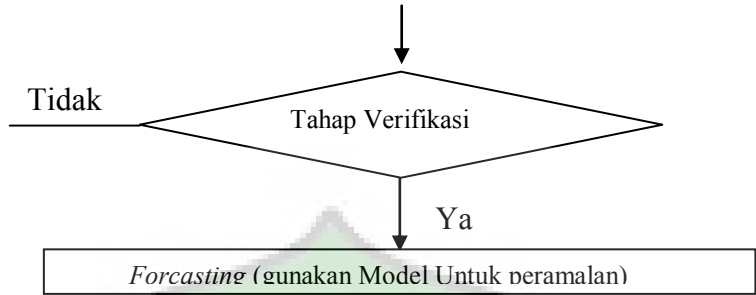 Tidak
Tahap Verifikasi
Ya
Forcasting (gunakan Model Untuk peramalan)